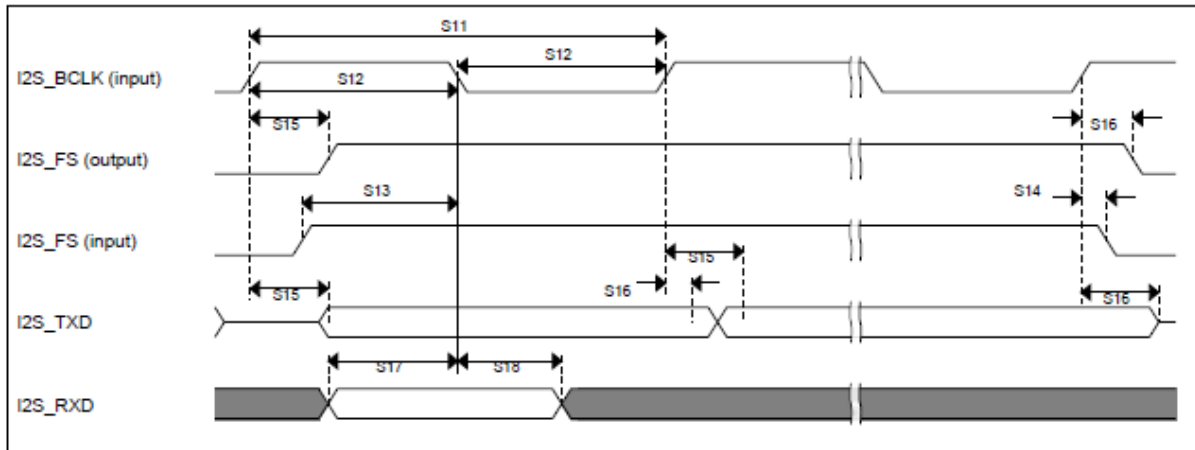 S11
I2S_BCLK (input)
S12
S12
S15
S16
I2S_FS (output)
S13
S14
I2S_FS (input)
S15
S15
S16
S16
I2S_TXD
S17
S18
I2S_RXD